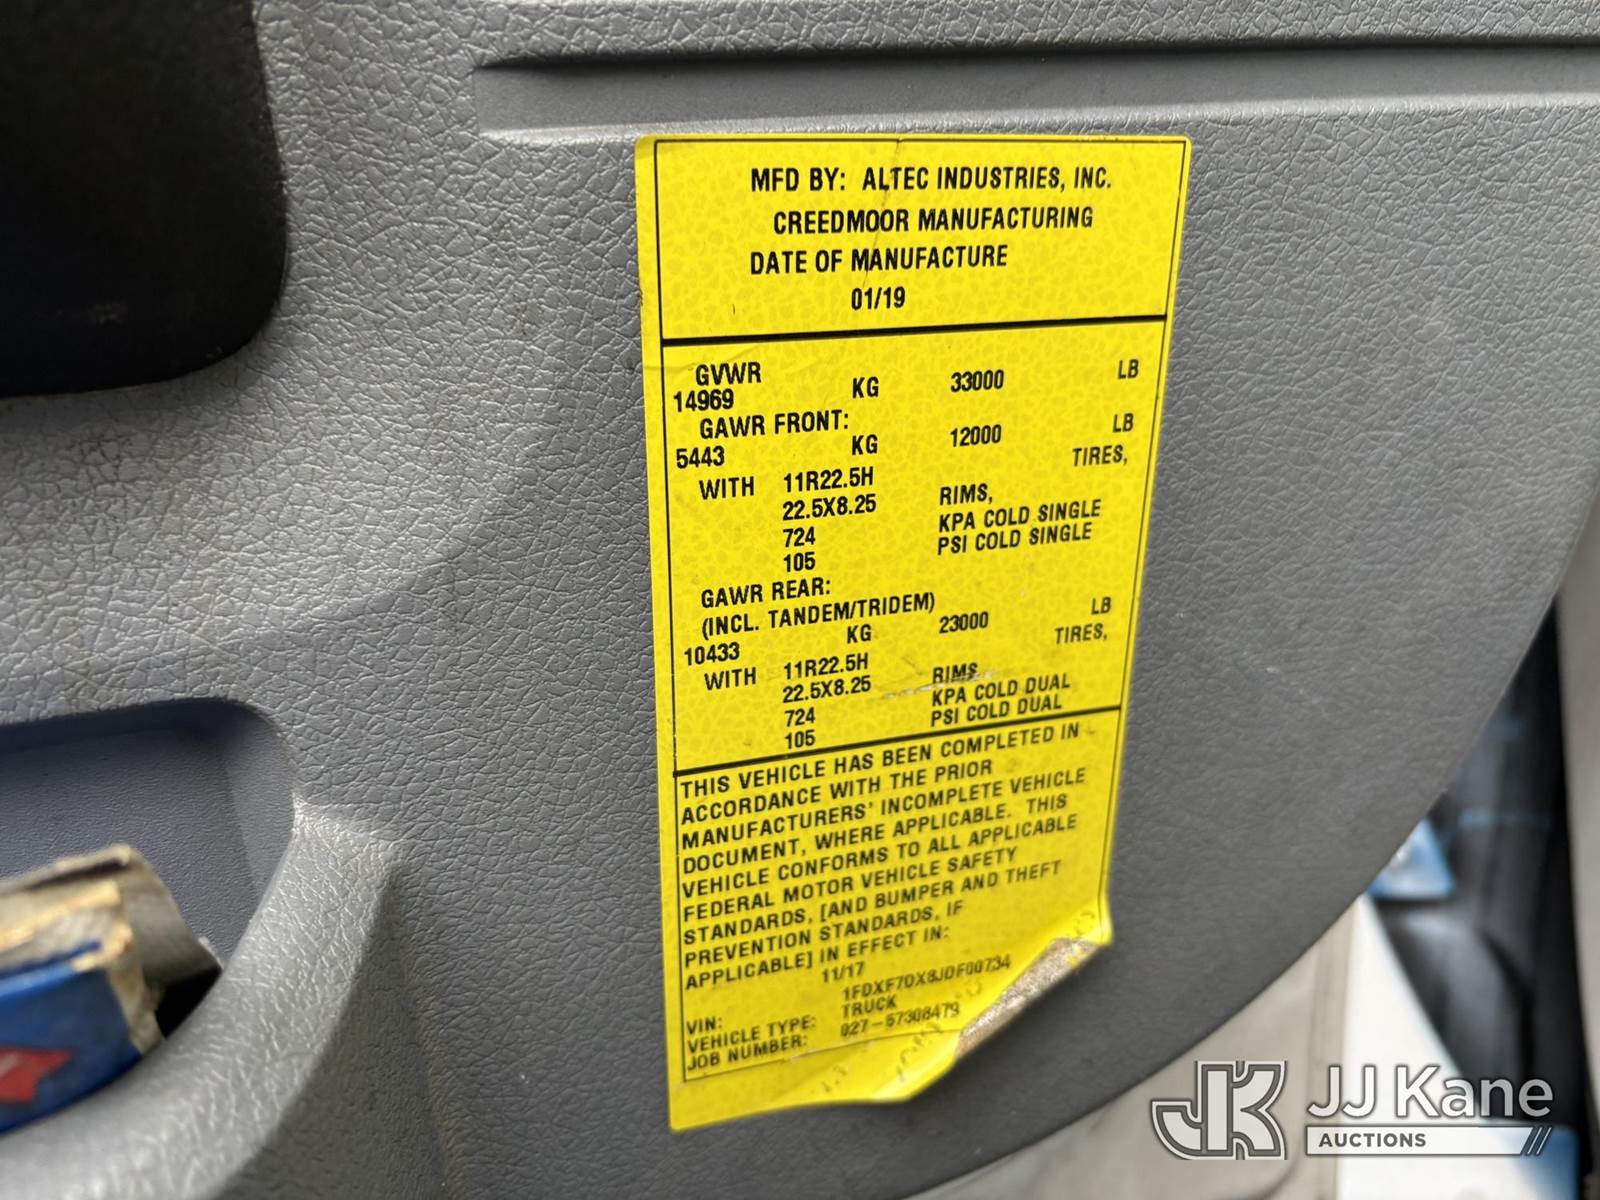 MFD BY: ALTEC INDUSTRIES, INC.
CREEDMOOR MANUFACTURING
DATE OF MANUFACTURE
01/19
GVWR
14969 KG 33000 LB
GAWR FRONT:
5443 KG 12000 LB
WITH 11R22.5H TIRES,
22.5X8.25 RIMS,
724 KPA COLD SINGLE
105 PSI COLD SINGLE
GAWR REAR:
(INCL. TANDEM/TRIDEM)
10433 KG 23000 LB
WITH 11R22.5H TIRES,
22.5X8.25 RIMS
724 KPA COLD DUAL
105 PSI COLD DUAL
THIS VEHICLE HAS BEEN COMPLETED IN
ACCORDANCE WITH THE PRIOR
MANUFACTURERS' INCOMPLETE VEHICLE
DOCUMENT, WHERE APPLICABLE. THIS
VEHICLE CONFORMS TO ALL APPLICABLE
FEDERAL MOTOR VEHICLE SAFETY
STANDARDS, [AND BUMPER AND THEFT
PREVENTION STANDARDS, IF
APPLICABLE] IN EFFECT IN:
11/17
VIN: 1FDXF7DX8JDF00734
VEHICLE TYPE: TRUCK
JOB NUMBER: 027-57308479
JK JJ Kane
AUCTIONS